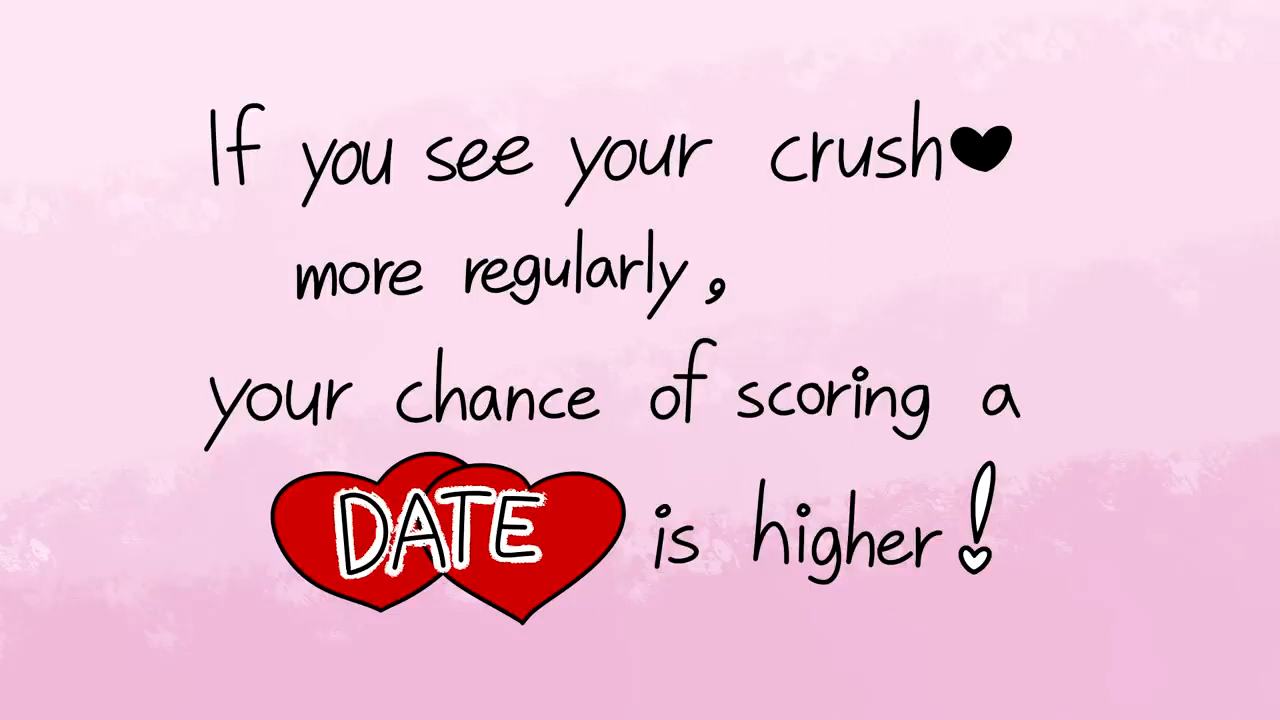 If you see your crush♥
more regularly,
your chance of scoring a
DATE is higher!